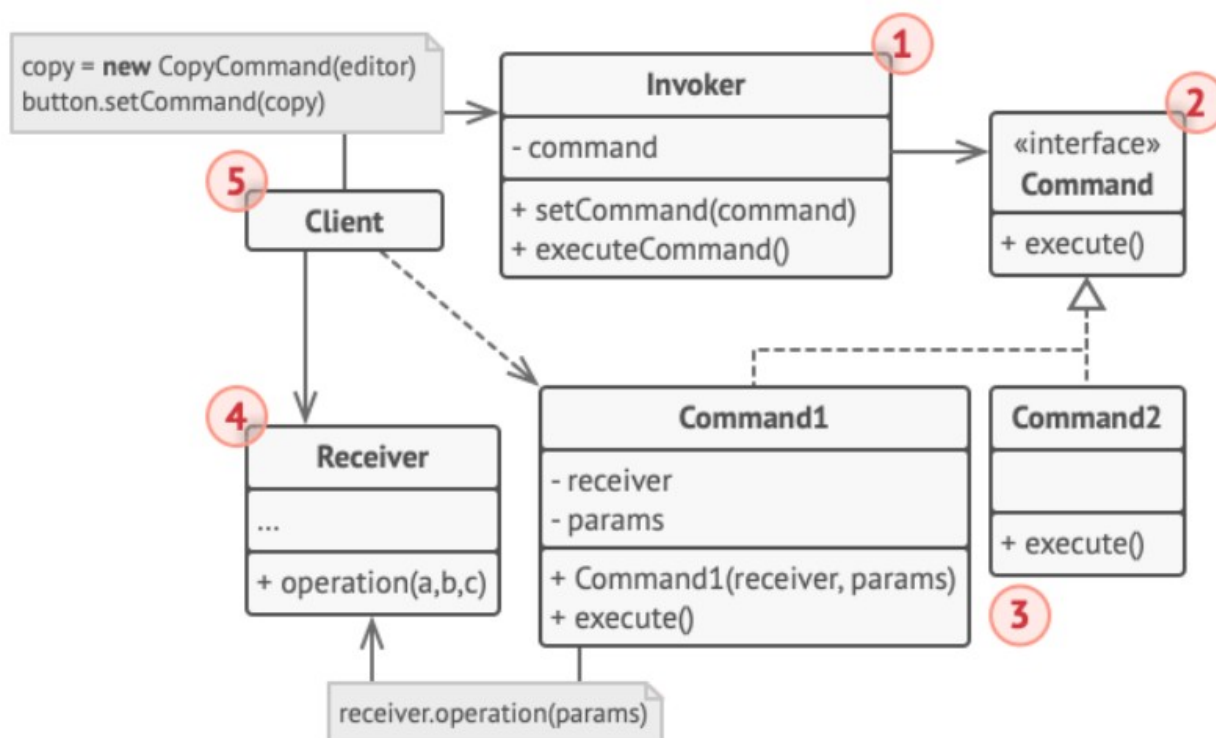 copy = new CopyCommand(editor)
button.setCommand(copy)
1
Invoker
- command
+ setCommand(command)
+ executeCommand()
2
«interface»
Command
+ execute()
5
Client
4
Receiver
...
+ operation(a,b,c)
Command1
- receiver
- params
+ Command1(receiver, params)
+ execute()
Command2
+ execute()
3
receiver.operation(params)